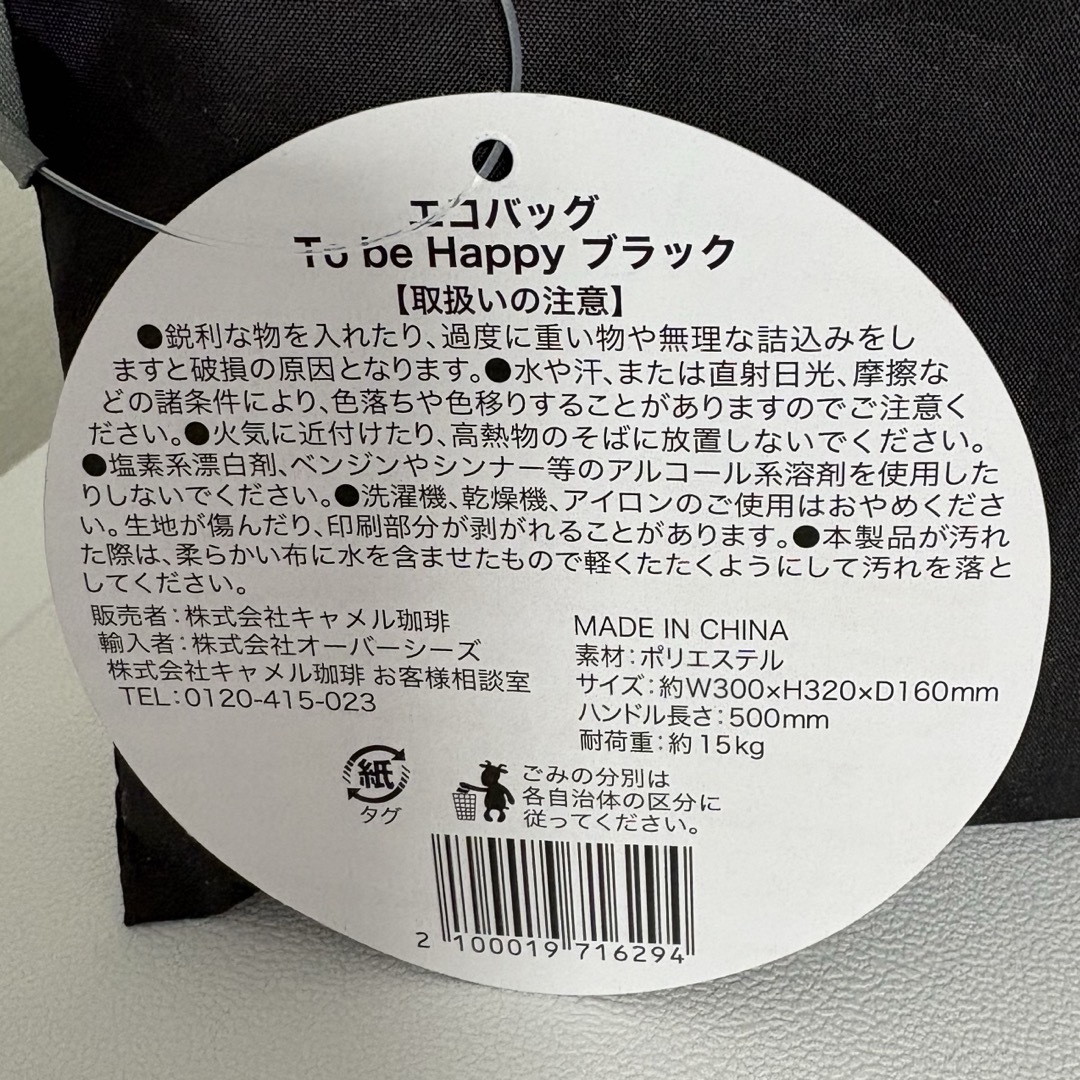 エコバッグ
To be Happy ブラック
【取扱いの注意】
●鋭利な物を入れたり、過度に重い物や無理な詰込みをし
ますと破損の原因となります。●水や汗、または直射日光、摩擦な
どの諸条件により、色落ちや色移りすることがありますのでご注意く
ださい。●火気に近付けたり、高熱物のそばに放置しないでください。
●塩素系漂白剤、ベンジンやシンナー等のアルコール系溶剤を使用した
りしないでください。●洗濯機、乾燥機、アイロンのご使用はおやめくださ
い。生地が傷んだり、印刷部分が剥がれることがあります。●本製品が汚れ
た際は、柔らかい布に水を含ませたもので軽くたたくようにして汚れを落と
してください。
販売者：株式会社キャメル珈琲
輸入者：株式会社オーバーシーズ
株式会社キャメル珈琲 お客様相談室
TEL：0120-415-023
MADE IN CHINA
素材：ポリエステル
サイズ：約W300×H320×D160mm
ハンドル長さ：500mm
耐荷重：約15kg
紙
タグ
ごみの分別は
各自治体の区分に
従ってください。
2 100019 716294